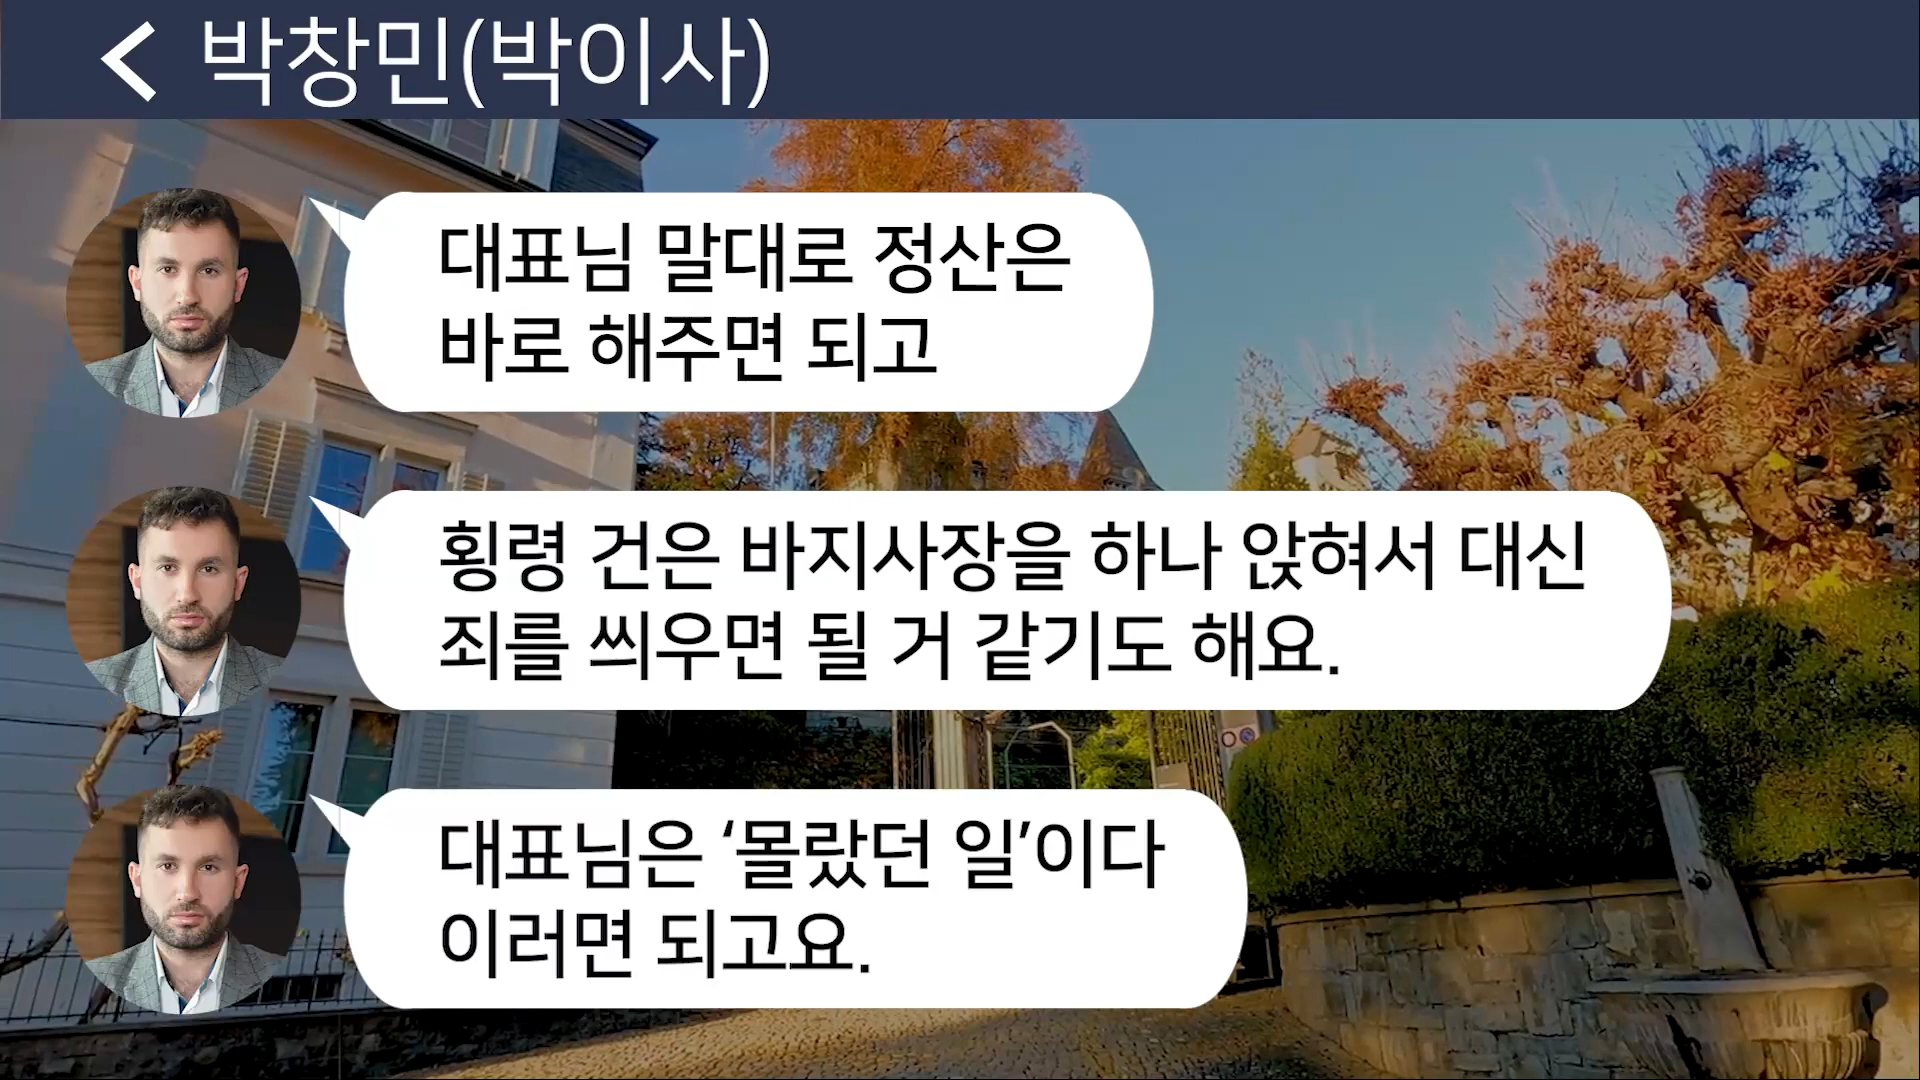 박창민(박이사)
대표님 말대로 정산은
바로 해주면 되고
횡령 건은 바지사장을 하나 앉혀서 대신
죄를 씌우면 될 거 같기도 해요.
대표님은 ‘몰랐던 일’이다
이러면 되고요.